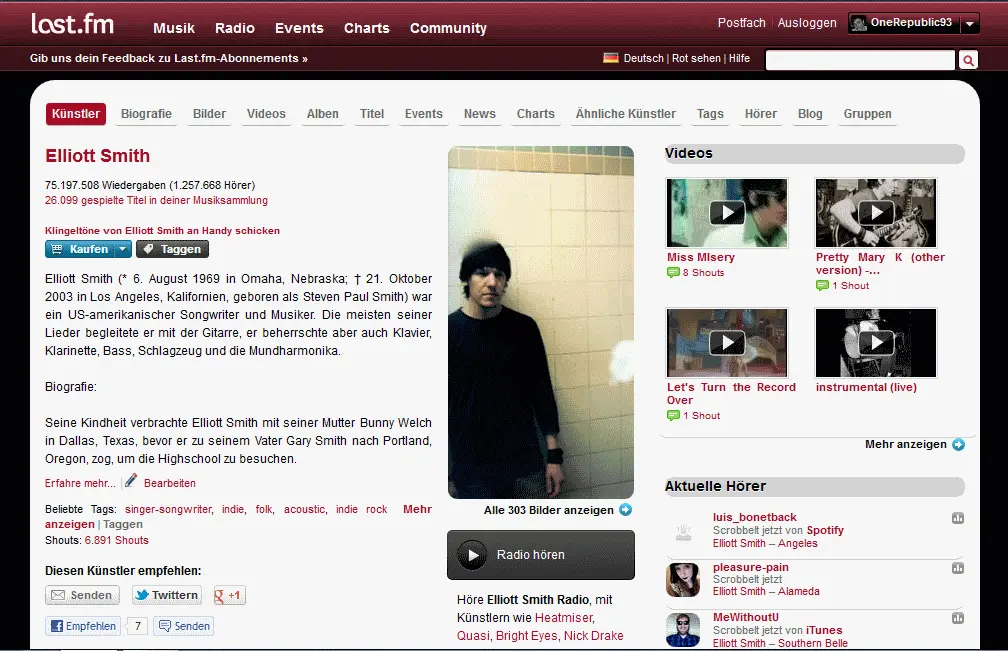 last.fm
Musik Radio Events Charts Community
Postfach Ausloggen OneRepublic93
Gib uns dein Feedback zu Last.fm-Abonnements »
Deutsch | Rot sehen | Hilfe
Künstler Biografie Bilder Videos Alben Titel Events News Charts Ähnliche Künstler Tags Hörer Blog Gruppen
Elliott Smith
75.197.508 Wiedergaben (1.257.668 Hörer)
26.099 gespielte Titel in deiner Musiksammlung
Klingeltöne von Elliott Smith an Handy schicken
Kaufen Taggen
Elliott Smith (* 6. August 1969 in Omaha, Nebraska; † 21. Oktober
2003 in Los Angeles, Kalifornien, geboren als Steven Paul Smith) war
ein US-amerikanischer Songwriter und Musiker. Die meisten seiner
Lieder begleitete er mit der Gitarre, er beherrschte aber auch Klavier,
Klarinette, Bass, Schlagzeug und die Mundharmonika.
Biografie:
Seine Kindheit verbrachte Elliott Smith mit seiner Mutter Bunny Welch
in Dallas, Texas, bevor er zu seinem Vater Gary Smith nach Portland,
Oregon, zog, um die Highschool zu besuchen.
Erfahre mehr... | Bearbeiten
Beliebte Tags: singer-songwriter, indie, folk, acoustic, indie rock Mehr
anzeigen | Taggen
Shouts: 6.891 Shouts
Diesen Künstler empfehlen:
Senden Twittern +1
Empfehlen 7 Senden
Alle 303 Bilder anzeigen
Radio hören
Höre Elliott Smith Radio, mit
Künstlern wie Heatmiser,
Quasi, Bright Eyes, Nick Drake
Videos
Miss MIsery
8 Shouts
Pretty Mary K (other
version) -...
1 Shout
Let's Turn the Record
Over
1 Shout
instrumental (live)
Mehr anzeigen
Aktuelle Hörer
luis_bonetback
Scrobbelt jetzt von Spotify
Elliott Smith – Angeles
pleasure-pain
Scrobbelt jetzt
Elliott Smith – Alameda
MeWithoutU
Scrobbelt jetzt von iTunes
Elliott Smith – Southern Belle